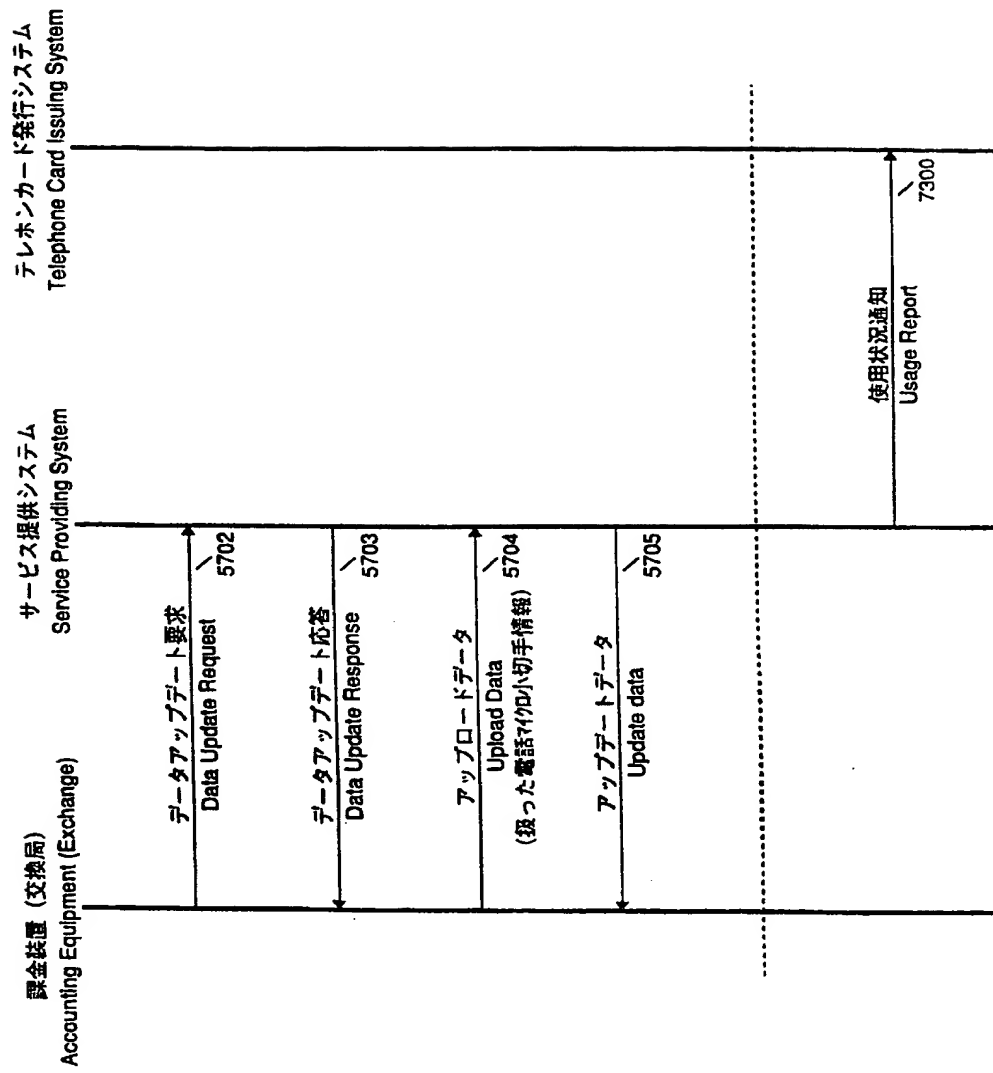 課金装置 (交換局)
Accounting Equipment (Exchange)
サービス提供システム
Service Providing System
テレホンカード発行システム
Telephone Card Issuing System
データアップデート要求
Data Update Request
5702
データアップデート応答
Data Update Response
5703
アップロードデータ
Upload Data
(扱った電話マイクロ小切手情報)
5704
アップデートデータ
Update data
5705
使用状況通知
Usage Report
7300